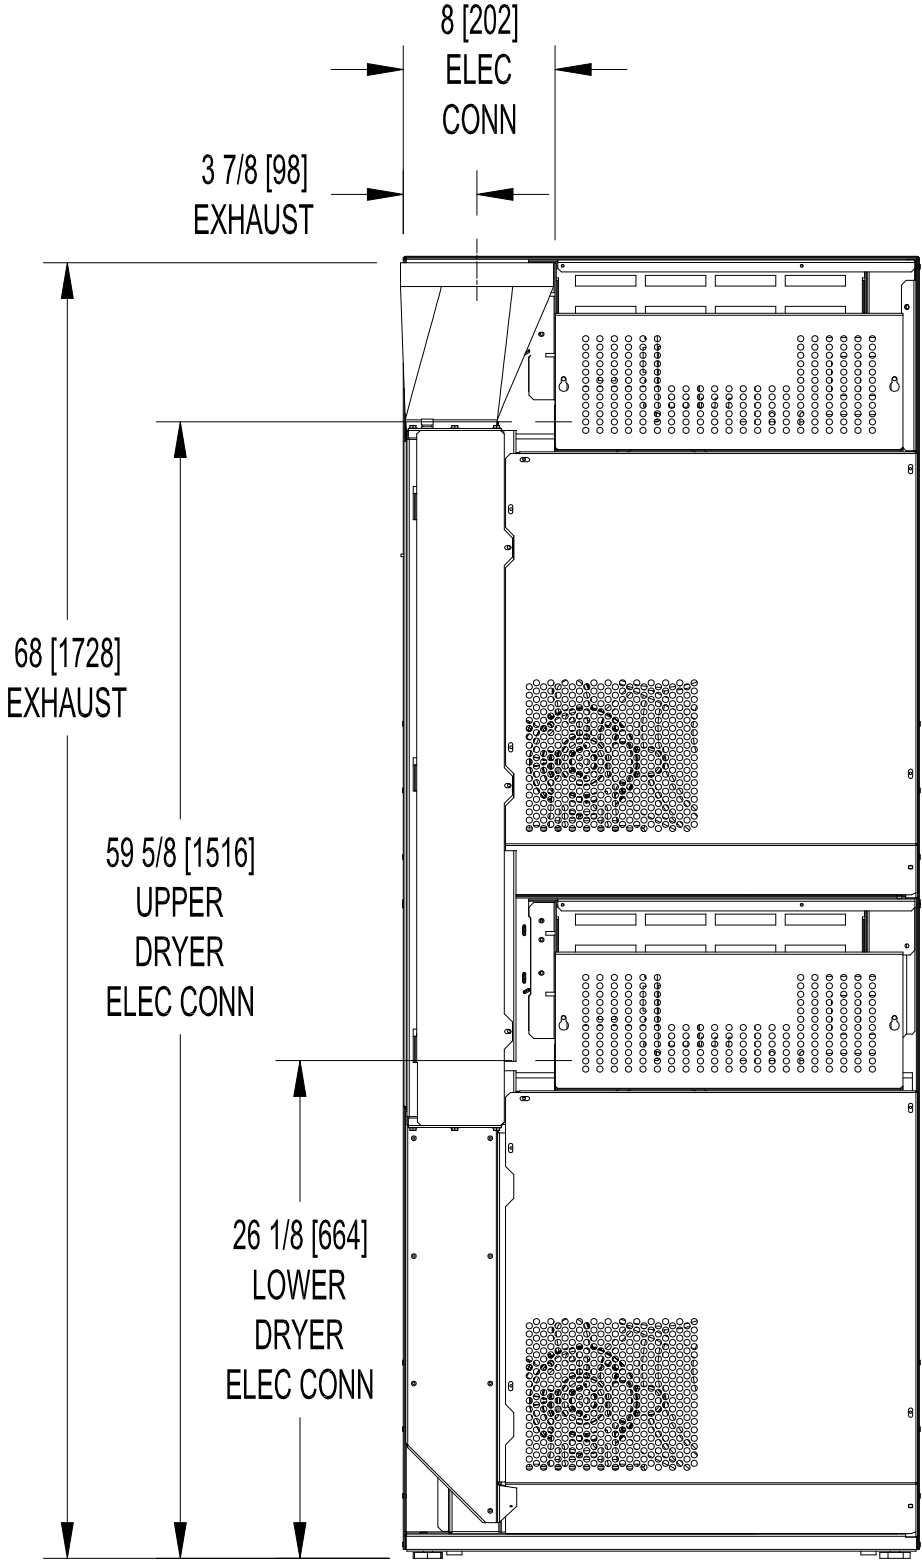 8 [202]
ELEC
CONN
3 7/8 [98]
EXHAUST
68 [1728]
EXHAUST
59 5/8 [1516]
UPPER
DRYER
ELEC CONN
26 1/8 [664]
LOWER
DRYER
ELEC CONN